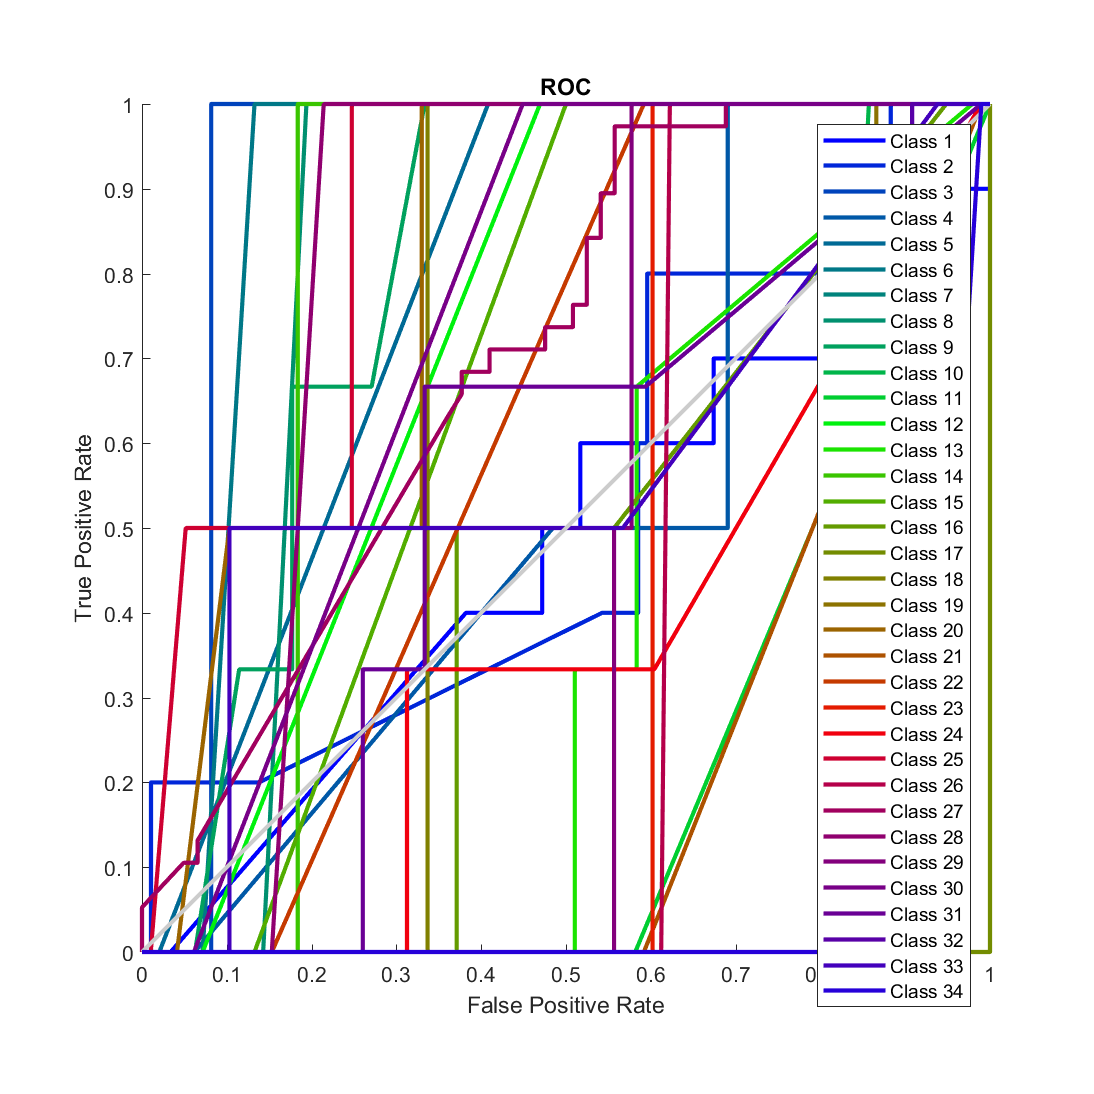 ROC
1
0.9
0.8
0.7
0.6
0.5
0.4
0.3
0.2
0.1
0
True Positive Rate
0 0.1 0.2 0.3 0.4 0.5 0.6 0.7 1
False Positive Rate
Class 1
Class 2
Class 3
Class 4
Class 5
Class 6
Class 7
Class 8
Class 9
Class 10
Class 11
Class 12
Class 13
Class 14
Class 15
Class 16
Class 17
Class 18
Class 19
Class 20
Class 21
Class 22
Class 23
Class 24
Class 25
Class 26
Class 27
Class 28
Class 29
Class 30
Class 31
Class 32
Class 33
Class 34